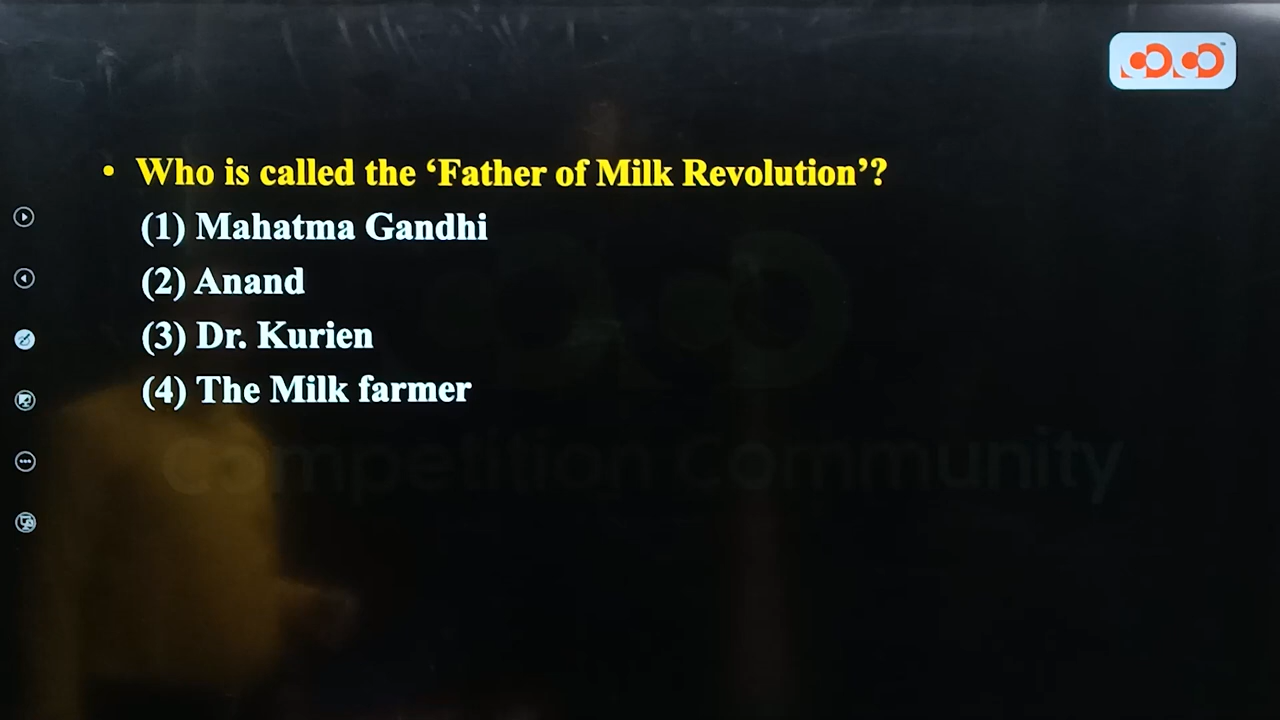 • Who is called the ‘Father of Milk Revolution’?
(1) Mahatma Gandhi
(2) Anand
(3) Dr. Kurien
(4) The Milk farmer
Competition Community